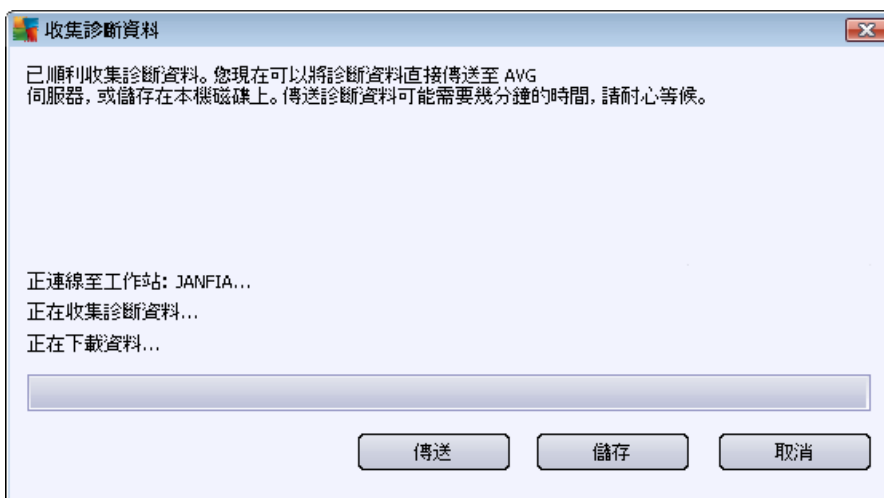 收集診斷資料
已順利收集診斷資料。您現在可以將診斷資料直接傳送至 AVG
伺服器, 或儲存在本機磁碟上。傳送診斷資料可能需要幾分鐘的時間, 請耐心等候。
正連線至工作站: JANFIA...
正在收集診斷資料...
正在下載資料...
傳送
儲存
取消